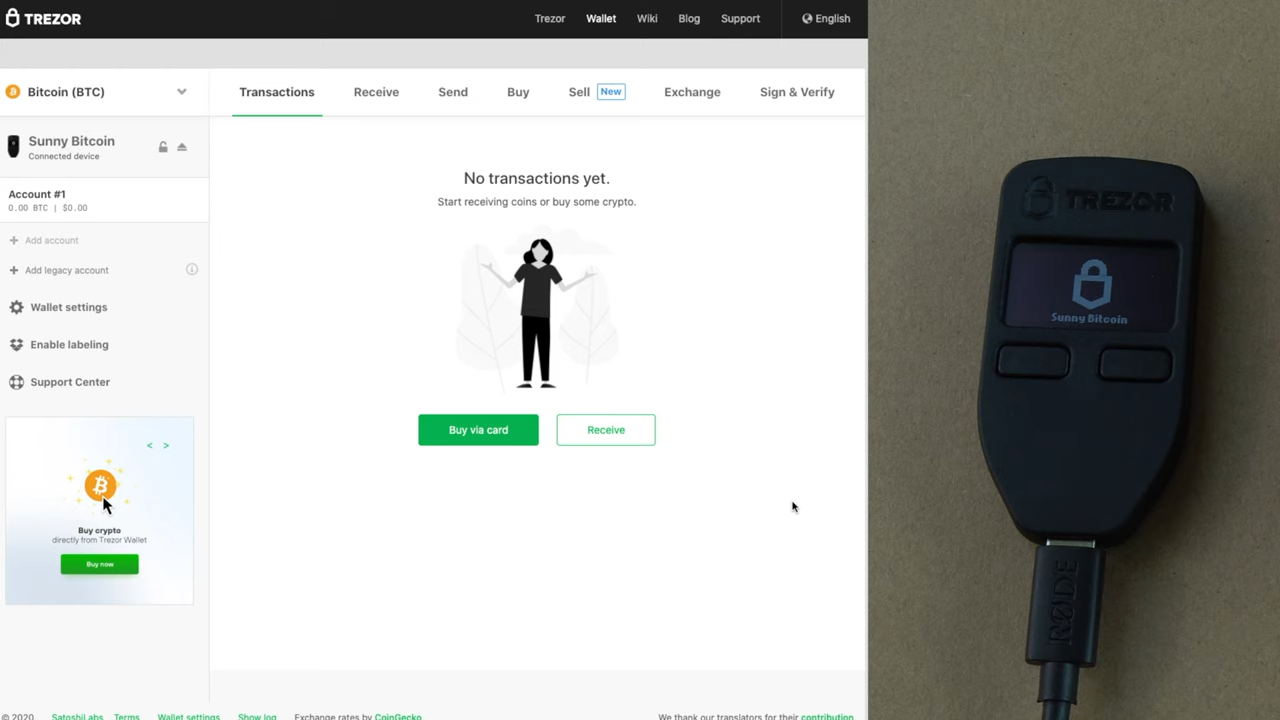 TREZOR
Trezor
Wallet
Wiki
Blog
Support
English
Bitcoin (BTC)
Transactions
Receive
Send
Buy
Sell
New
Exchange
Sign & Verify
Sunny Bitcoin
Connected device
Account #1
0.00 BTC | $0.00
+ Add account
+ Add legacy account
Wallet settings
Enable labeling
Support Center
< >
Buy crypto
directly from Trezor Wallet
Buy now
No transactions yet.
Start receiving coins or buy some crypto.
Buy via card
Receive
© 2020
SatoshiLabs
Terms
Wallet settings
Show log
Exchange rates by CoinGecko
We thank our translators for their contribution
TREZOR
Sunny Bitcoin
RØDE